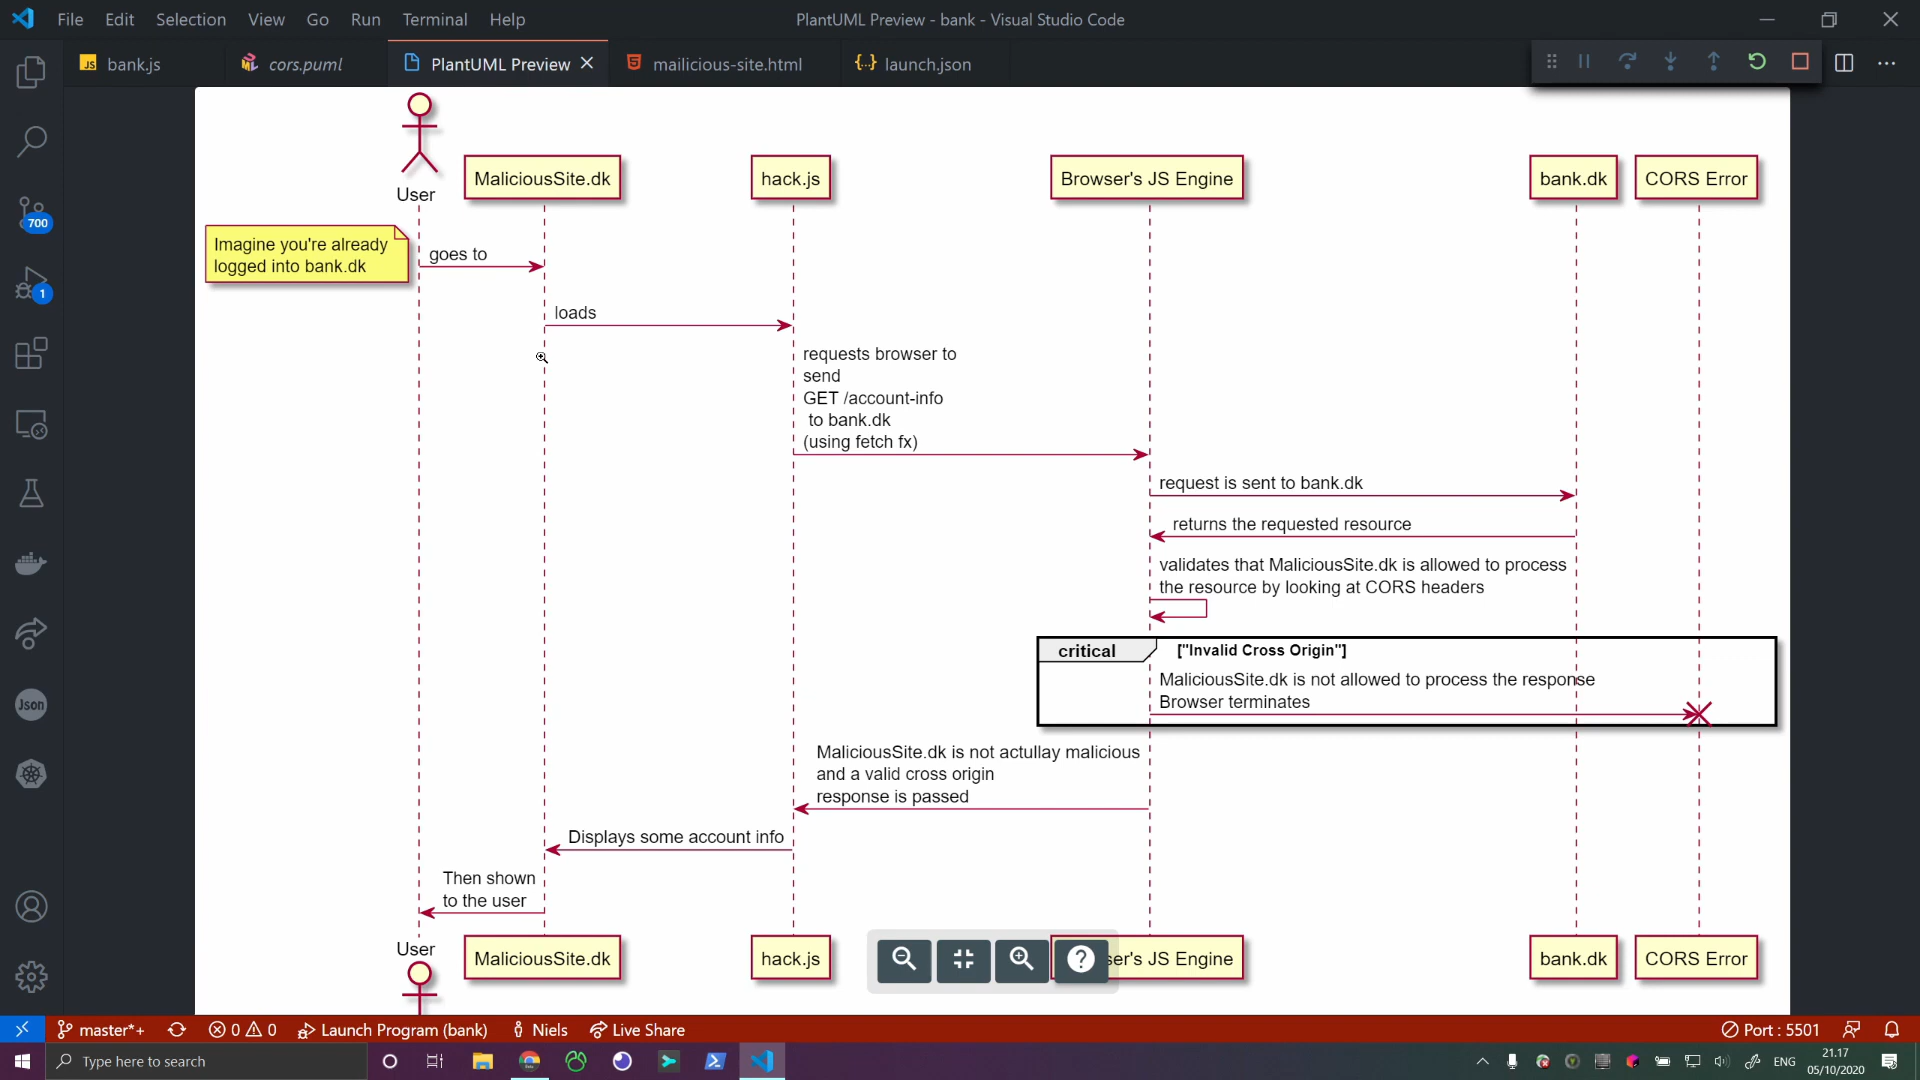 File Edit Selection View Go Run Terminal Help
PlantUML Preview - bank - Visual Studio Code
JS bank.js
cors.puml
PlantUML Preview
mailicious-site.html
{··} launch.json
User
MaliciousSite.dk
hack.js
Browser's JS Engine
bank.dk
CORS Error
Imagine you're already
logged into bank.dk
goes to
loads
requests browser to
send
GET /account-info
to bank.dk
(using fetch fx)
request is sent to bank.dk
returns the requested resource
validates that MaliciousSite.dk is allowed to process
the resource by looking at CORS headers
critical
["Invalid Cross Origin"]
MaliciousSite.dk is not allowed to process the response
Browser terminates
MaliciousSite.dk is not actullay malicious
and a valid cross origin
response is passed
Displays some account info
Then shown
to the user
User
MaliciousSite.dk
hack.js
ser's JS Engine
bank.dk
CORS Error
?
700
1
Json
master*+
0
0
Launch Program (bank)
Niels
Live Share
Port : 5501
Type here to search
ENG
21.17
05/10/2020